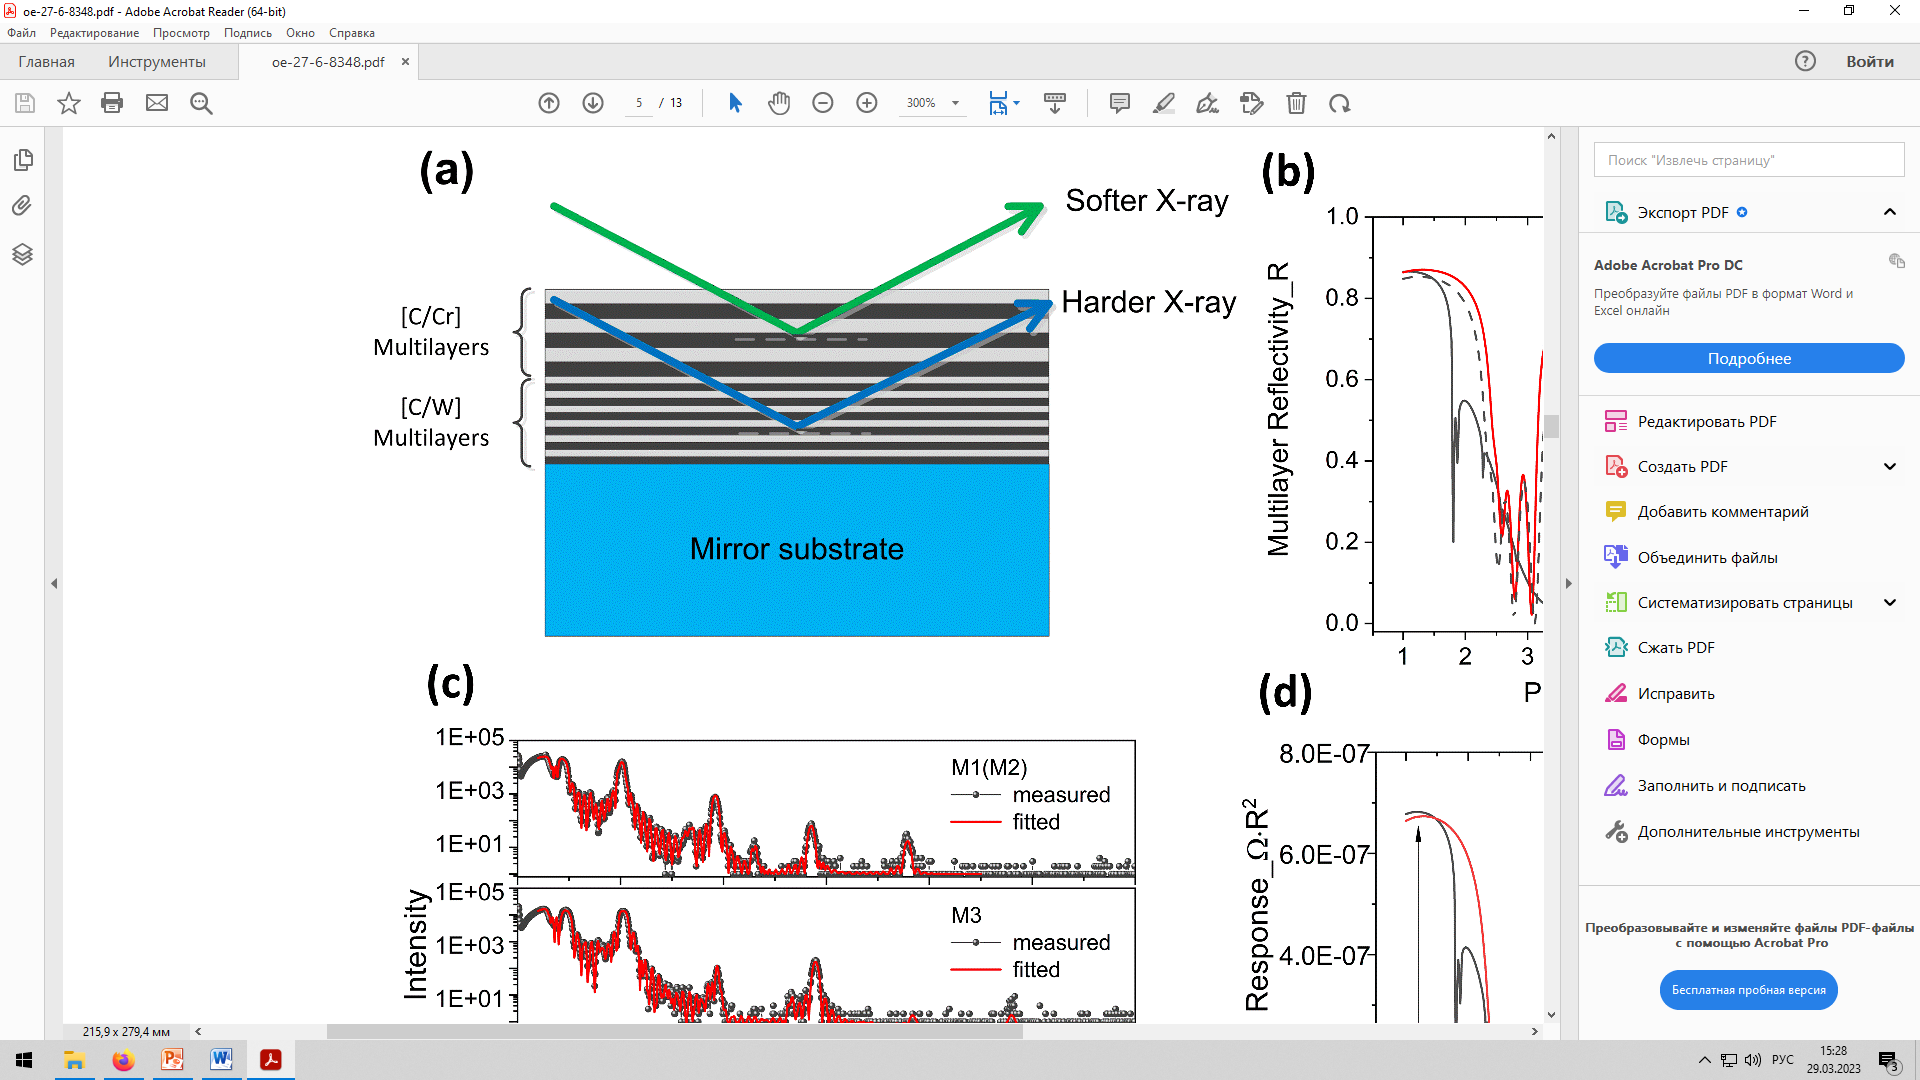 oe-27-6-8348.pdf - Adobe Acrobat Reader (64-bit)
Файл Редактирование Просмотр Подпись Окно Справка
Главная Инструменты oe-27-6-8348.pdf × ? Войти
5 / 13 300%
(a)
Softer X-ray
Harder X-ray
[C/Cr]
Multilayers
[C/W]
Multilayers
Mirror substrate
(b)
Multilayer Reflectivity_R
1.0
0.8
0.6
0.4
0.2
0.0
1 2 3
P
(c)
Intensity
1E+05
1E+03
1E+01
M1(M2)
measured
fitted
1E+05
1E+03
1E+01
M3
measured
fitted
(d)
Response_Ω·R²
8.0E-07
6.0E-07
4.0E-07
215,9 x 279,4 мм
Поиск "Извлечь страницу"
Экспорт PDF
Adobe Acrobat Pro DC
Преобразуйте файлы PDF в формат Word и
Excel онлайн
Подробнее
Редактировать PDF
Создать PDF
Добавить комментарий
Объединить файлы
Систематизировать страницы
Сжать PDF
Исправить
Формы
Заполнить и подписать
Дополнительные инструменты
Преобразовывайте и изменяйте файлы PDF-файлы
с помощью Acrobat Pro
Бесплатная пробная версия
РУС
15:28
29.03.2023
3